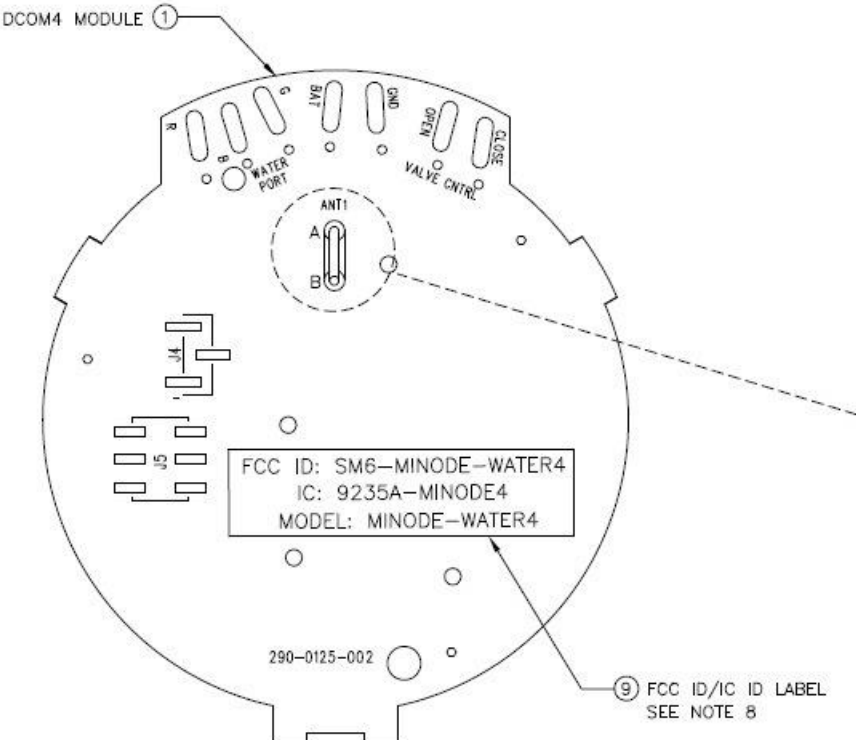 DCOM4 MODULE 1
R
B
G
BAT
GND
OPEN
CLOSE
WATER
PORT
VALVE CNTRL
ANT1
A
B
J4
J5
FCC ID: SM6-MINODE-WATER4
IC: 9235A-MINODE4
MODEL: MINODE-WATER4
290-0125-002
9 FCC ID/IC ID LABEL
SEE NOTE 8